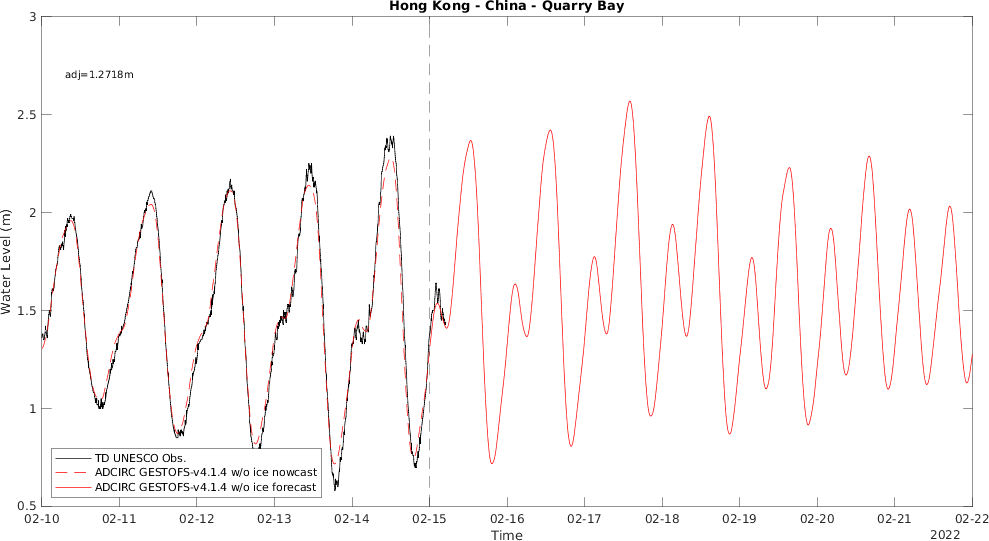 Hong Kong - China - Quarry Bay
3
adj=1.2718m
2.5
2
Water Level (m)
1.5
1
TD UNESCO Obs.
ADCIRC GESTOFS-v4.1.4 w/o ice nowcast
ADCIRC GESTOFS-v4.1.4 w/o ice forecast
0.5
02-10 02-11 02-12 02-13 02-14 02-15 02-16 02-17 02-18 02-19 02-20 02-21 02-22
Time
2022